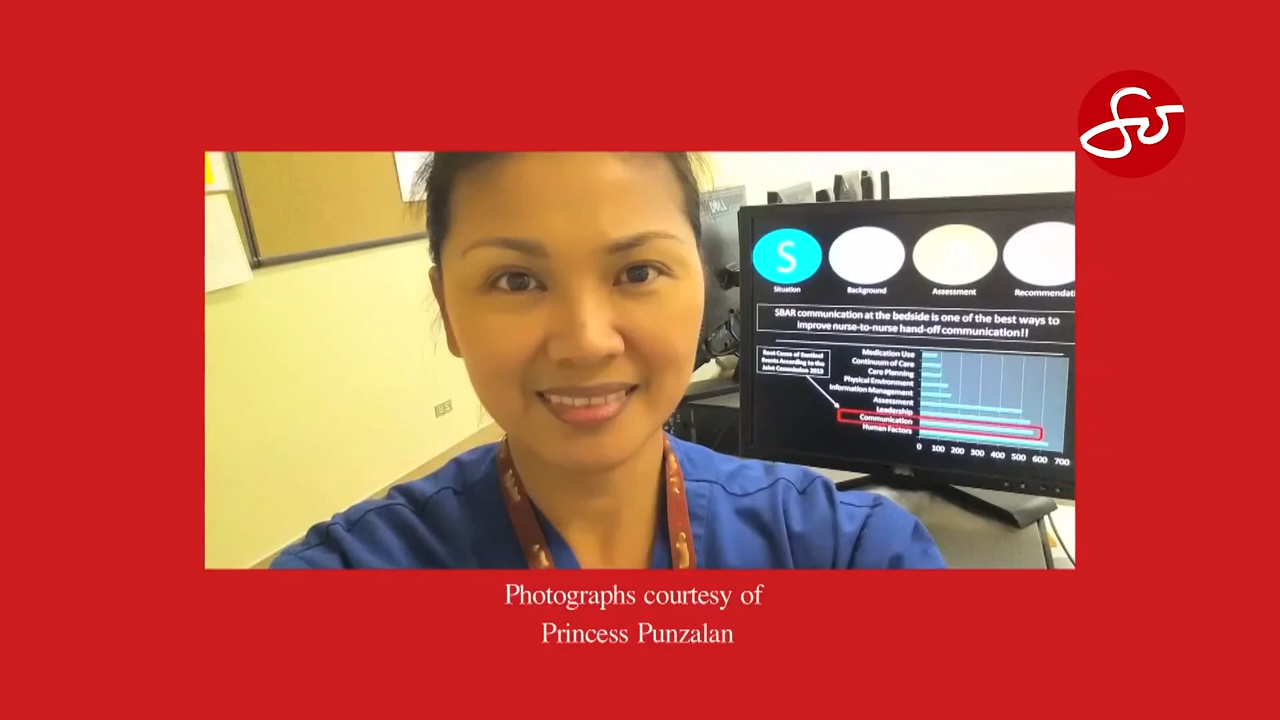 DELL
S
Situation
Background
Assessment
Recommendati
SBAR communication at the bedside is one of the best ways to
improve nurse-to-nurse hand-off communication!!
Root Cause of Sentinel
Events According to the
Joint Commission 2013
Medication Use
Continuum of Care
Care Planning
Physical Environment
Information Management
Assessment
Leadership
Communication
Human Factors
0 100 200 300 400 500 600 700
Photographs courtesy of
Princess Punzalan